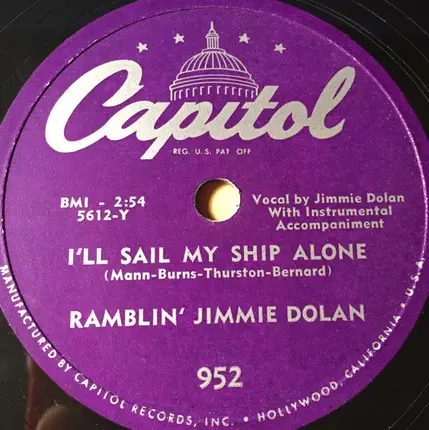 Capitol
REG. U.S. PAT OFF
BMI - 2:54
5612-Y
Vocal by Jimmie Dolan
With Instrumental
Accompaniment
I'LL SAIL MY SHIP ALONE
(Mann-Burns-Thurston-Bernard)
RAMBLIN' JIMMIE DOLAN
952
MANUFACTURED BY CAPITOL RECORDS, INC. • HOLLYWOOD, CALIFORNIA • U.S.A.